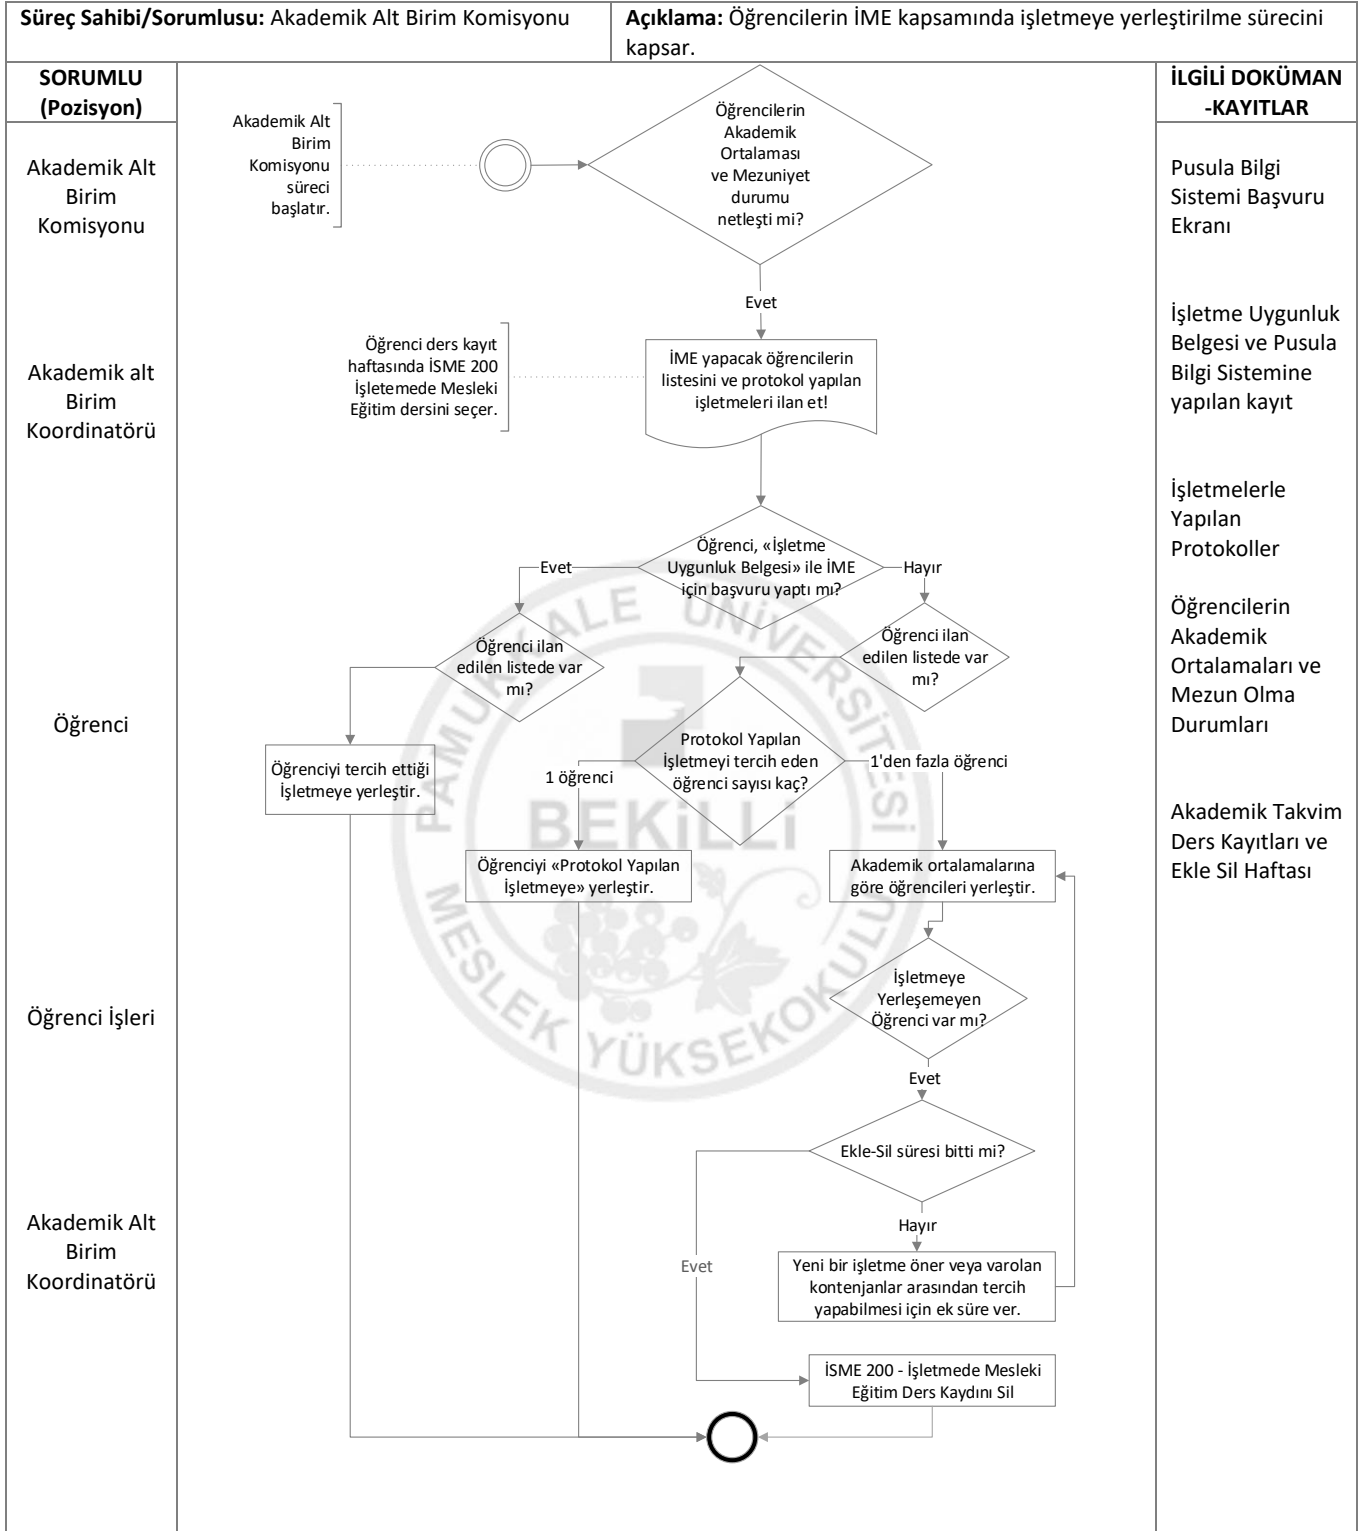 Süreç Sahibi/Sorumlusu: Akademik Alt Birim Komisyonu
Açıklama: Öğrencilerin İME kapsamında işletmeye yerleştirilme sürecini
kapsar.
SORUMLU
(Pozisyon)
Akademik Alt
Birim
Komisyonu
Akademik alt
Birim
Koordinatörü
Öğrenci
Öğrenci İşleri
Akademik Alt
Birim
Koordinatörü
Akademik Alt
Birim
Komisyonu
süreci
başlatır.
Öğrencilerin
Akademik
Ortalaması
ve Mezuniyet
durumu
netleşti mi?
Evet
Öğrenci ders kayıt
haftasında İSME 200
İşletemede Mesleki
Eğitim dersini seçer.
İME yapacak öğrencilerin
listesini ve protokol yapılan
işletmeleri ilan et!
Öğrenci, «İşletme
Uygunluk Belgesi» ile İME
için başvuru yaptı mı?
Evet
Hayır
Öğrenci ilan
edilen listede var
mı?
Öğrenci ilan
edilen listede var
mı?
Öğrenciyi tercih ettiği
İşletmeye yerleştir.
Protokol Yapılan
İşletmeyi tercih eden
öğrenci sayısı kaç?
1 öğrenci
1'den fazla öğrenci
Öğrenciyi «Protokol Yapılan
İşletmeye» yerleştir.
Akademik ortalamalarına
göre öğrencileri yerleştir.
İşletmeye
Yerleşemeyen
Öğrenci var mı?
Evet
Ekle-Sil süresi bitti mi?
Hayır
Evet
Yeni bir işletme öner veya varolan
kontenjanlar arasından tercih
yapabilmesi için ek süre ver.
İSME 200 - İşletmede Mesleki
Eğitim Ders Kaydını Sil
PAMUKKALE ÜNİVERSİTESİ
BEKİLLİ
MESLEK YÜKSEKOKULU
İLGİLİ DOKÜMAN
-KAYITLAR
Pusula Bilgi
Sistemi Başvuru
Ekranı
İşletme Uygunluk
Belgesi ve Pusula
Bilgi Sistemine
yapılan kayıt
İşletmelerle
Yapılan
Protokoller
Öğrencilerin
Akademik
Ortalamaları ve
Mezun Olma
Durumları
Akademik Takvim
Ders Kayıtları ve
Ekle Sil Haftası